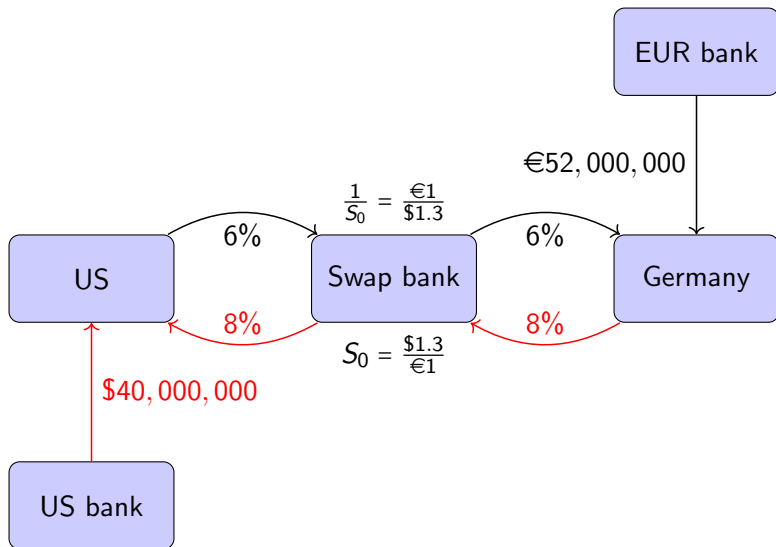 EUR bank
€52,000,000
1/S₀ = €1/$1.3
6%
6%
US
Swap bank
Germany
8%
8%
S₀ = $1.3/€1
$40,000,000
US bank